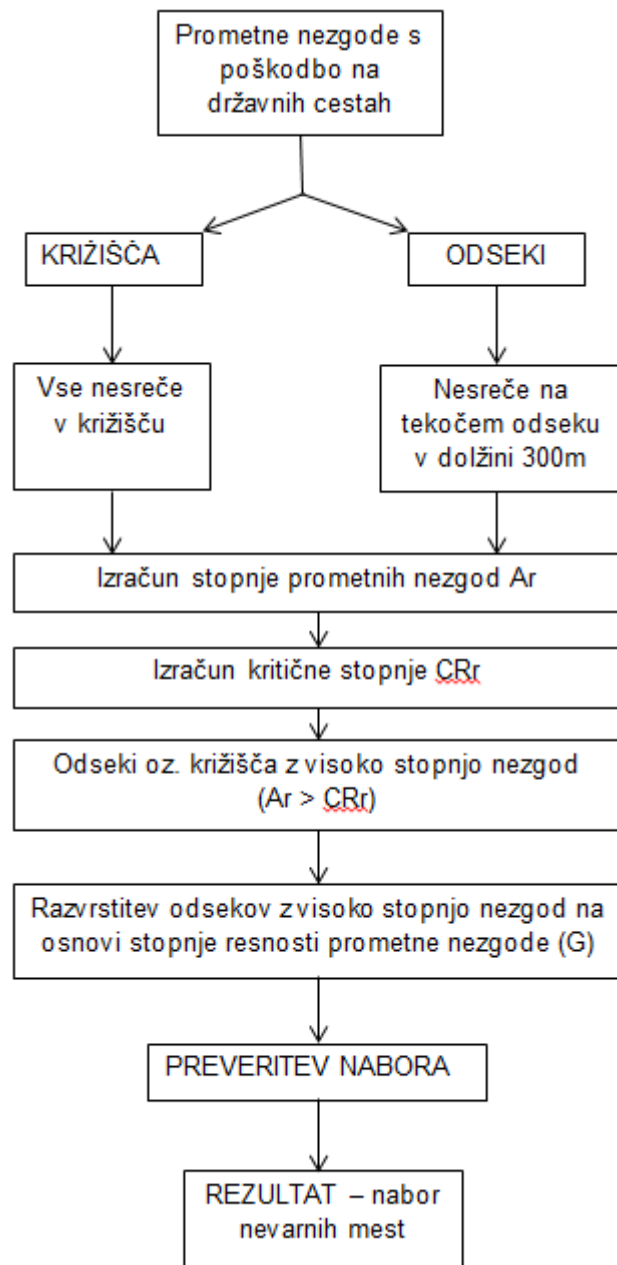 Prometne nezgode s
poškodbo na
državnih cestah
KRIŽIŠČA
ODSEKI
Vse nesreče
v križišču
Nesreče na
tekočem odseku
v dolžini 300m
Izračun stopnje prometnih nezgod Ar
Izračun kritične stopnje CRr
Odseki oz. križišča z visoko stopnjo nezgod
(Ar > CRr)
Razvrstitev odsekov z visoko stopnjo nezgod na
osnovi stopnje resnosti prometne nezgode (G)
PREVERITEV NABORA
REZULTAT – nabor
nevarnih mest